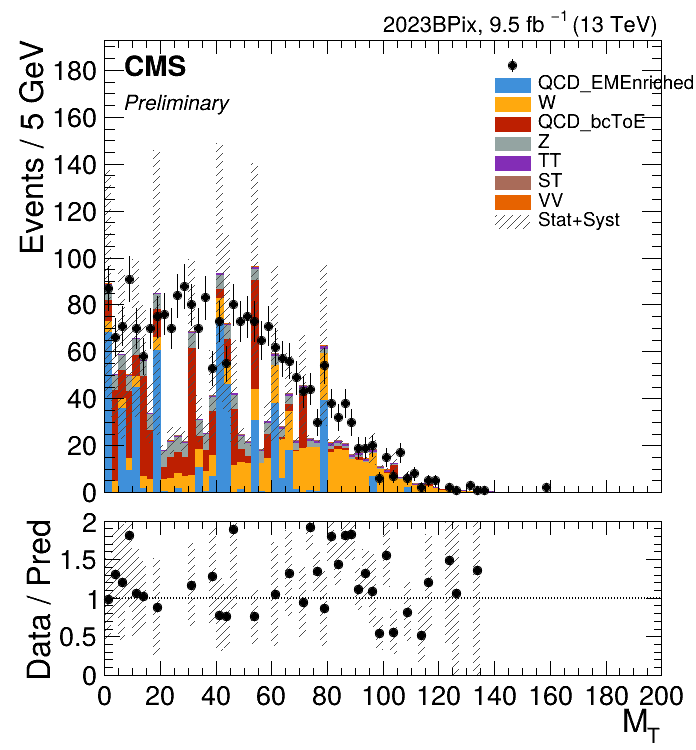 2023BPix, 9.5 fb⁻¹ (13 TeV)
CMS
Preliminary
QCD_EMEnriched
W
QCD_bcToE
Z
TT
ST
VV
Stat+Syst
Events / 5 GeV
180
160
140
120
100
80
60
40
20
0
Data / Pred
2
1.5
1
0.5
0
0 20 40 60 80 100 120 140 160 180 200
M_T